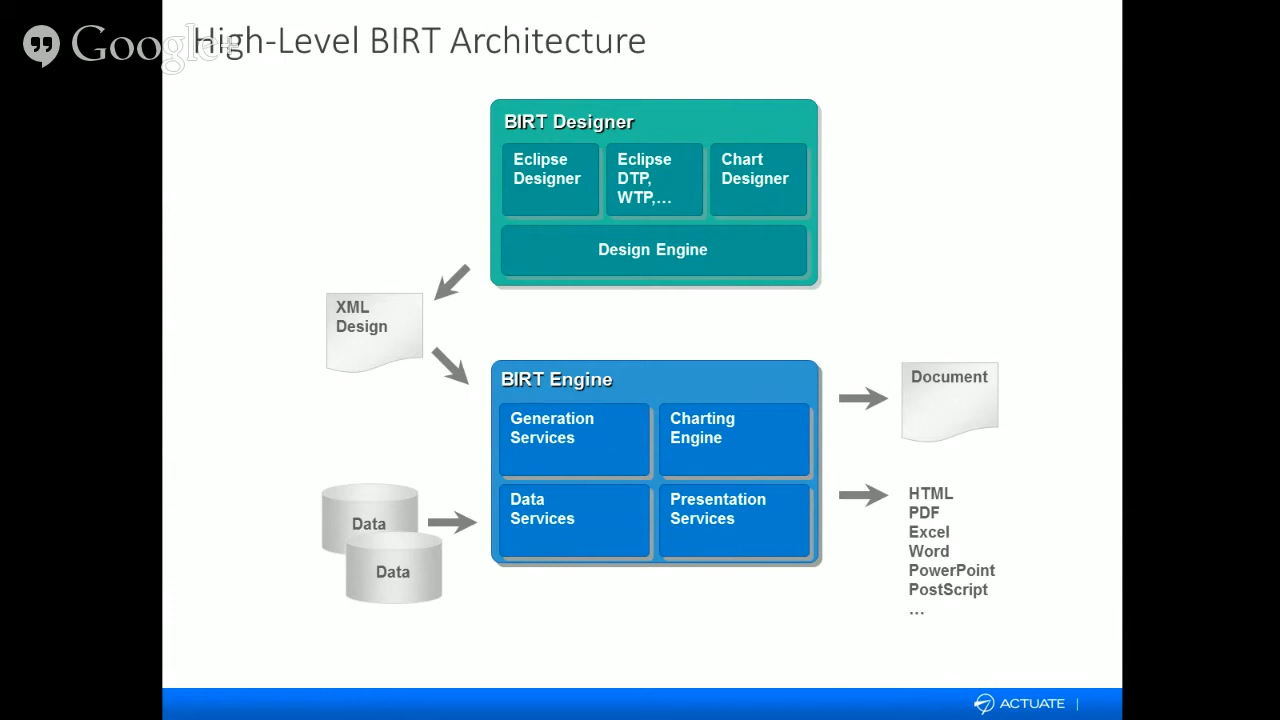 Google+
High-Level BIRT Architecture
BIRT Designer
Eclipse
Designer
Eclipse
DTP,
WTP,...
Chart
Designer
Design Engine
XML
Design
BIRT Engine
Generation
Services
Charting
Engine
Data
Services
Presentation
Services
Data
Data
Document
HTML
PDF
Excel
Word
PowerPoint
PostScript
...
ACTUATE